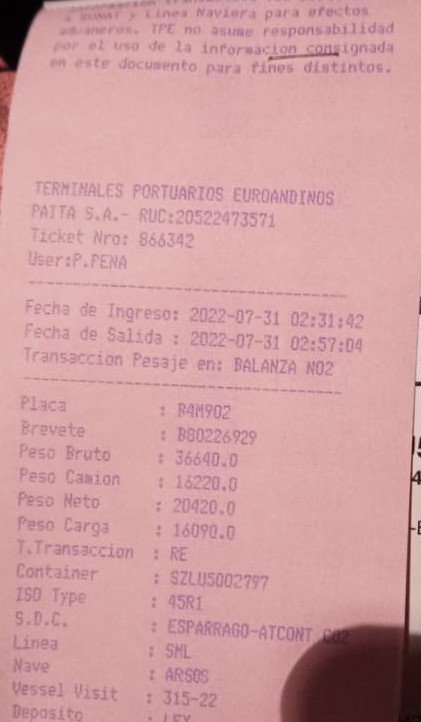 a SUNAT y Linea Naviera para efectos
aduaneros. TPE no asume responsabilidad
por el uso de la informacion consignada
en este documento para fines distintos.
TERMINALES PORTUARIOS EUROANDINOS
PAITA S.A.- RUC:20522473571
Ticket Nro: 866342
User:P.PENA
Fecha de Ingreso: 2022-07-31 02:31:42
Fecha de Salida : 2022-07-31 02:57:04
Transaccion Pesaje en: BALANZA NO2
Placa : B4M902
Brevete : B80226929
Peso Bruto : 36640.0
Peso Camion : 16220.0
Peso Neto : 20420.0
Peso Carga : 16090.0
T.Transaccion : RE
Container : SZLU5002797
ISO Type : 45R1
S.D.C. : ESPARRAGO-ATCONT CO2
Linea : SML
Nave : ARSOS
Vessel Visit : 315-22
Deposito